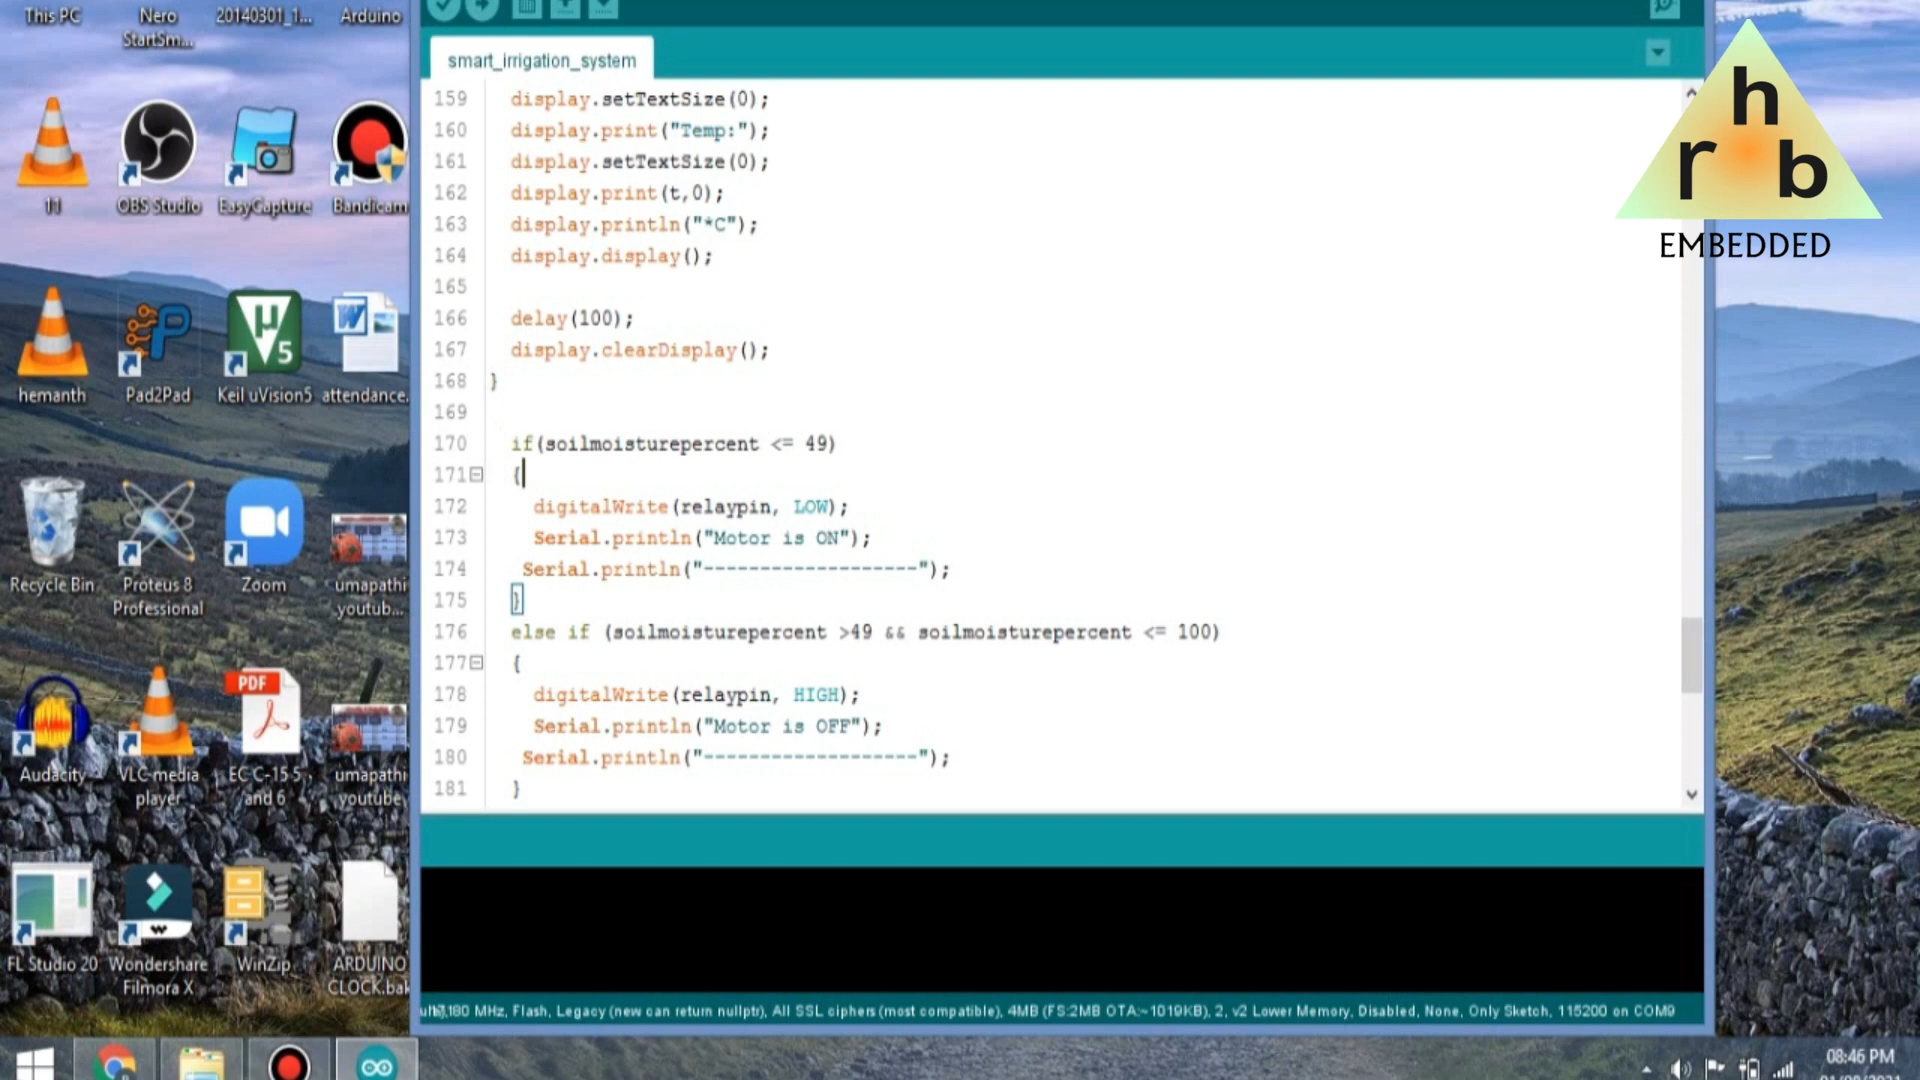 This PC
Nero
StartSm...
20140301_1...
Arduino
11
OBS Studio
EasyCapture
Bandicam
hemanth
Pad2Pad
Keil uVision5
attendance.
Recycle Bin
Proteus 8
Professional
Zoom
umapathi
youtub...
Audacity
VLC media
player
EC C-15 5
and 6
umapathi
youtube
FL Studio 20
Wondershare
Filmora X
WinZip
ARDUINO
CLOCK.bak
smart_irrigation_system
159 display.setTextSize(0);
160 display.print("Temp:");
161 display.setTextSize(0);
162 display.print(t,0);
163 display.println("*C");
164 display.display();
165
166 delay(100);
167 display.clearDisplay();
168 }
169
170 if(soilmoisturepercent <= 49)
171 {
172 digitalWrite(relaypin, LOW);
173 Serial.println("Motor is ON");
174 Serial.println("-------------------");
175 }
176 else if (soilmoisturepercent >49 && soilmoisturepercent <= 100)
177 {
178 digitalWrite(relaypin, HIGH);
179 Serial.println("Motor is OFF");
180 Serial.println("-------------------");
181 }
180 MHz, Flash, Legacy (new can return nullptr), All SSL ciphers (most compatible), 4MB (FS:2MB OTA:~1019KB), 2, v2 Lower Memory, Disabled, None, Only Sketch, 115200 on COM9
h
r b
EMBEDDED
PDF
08:46 PM